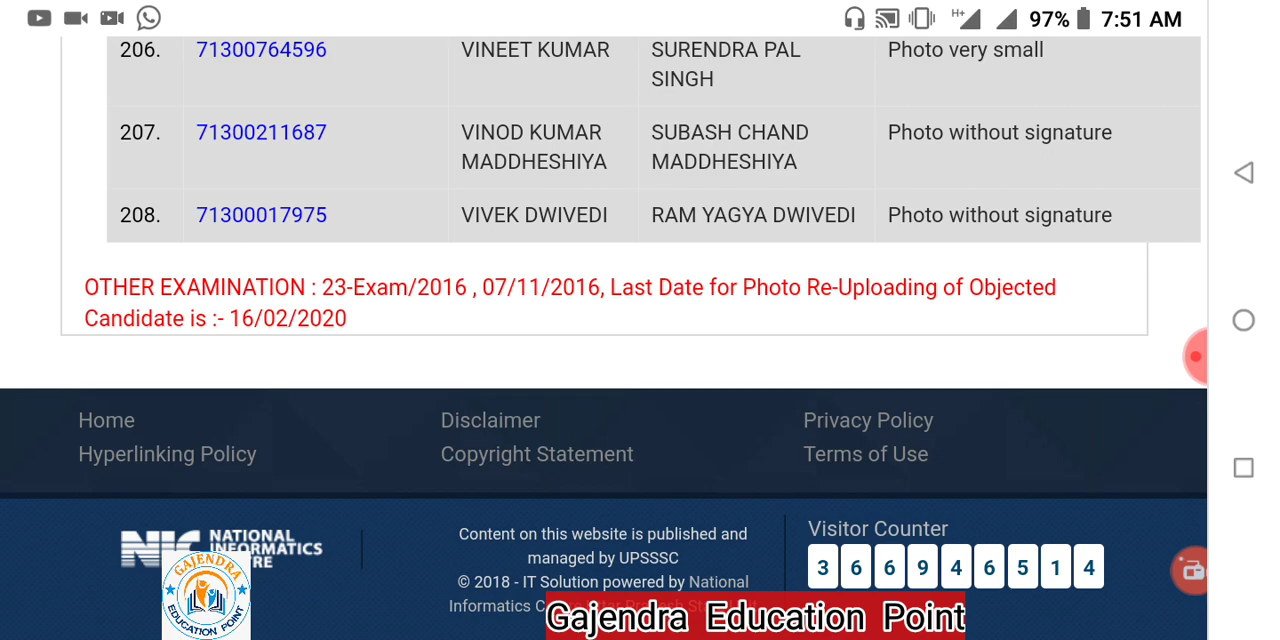 97% 7:51 AM
H+
206. 71300764596 VINEET KUMAR SURENDRA PAL Photo very small
SINGH
207. 71300211687 VINOD KUMAR SUBASH CHAND Photo without signature
MADDHESHIYA MADDHESHIYA
208. 71300017975 VIVEK DWIVEDI RAM YAGYA DWIVEDI Photo without signature
OTHER EXAMINATION : 23-Exam/2016 , 07/11/2016, Last Date for Photo Re-Uploading of Objected
Candidate is :- 16/02/2020
Home Disclaimer Privacy Policy
Hyperlinking Policy Copyright Statement Terms of Use
NIC NATIONAL
INFORMATICS
Content on this website is published and
managed by UPSSSC
© 2018 - IT Solution powered by National
Informatics
Visitor Counter
3 6 6 9 4 6 5 1 4
GAJENDRA
EDUCATION POINT
Gajendra Education Point